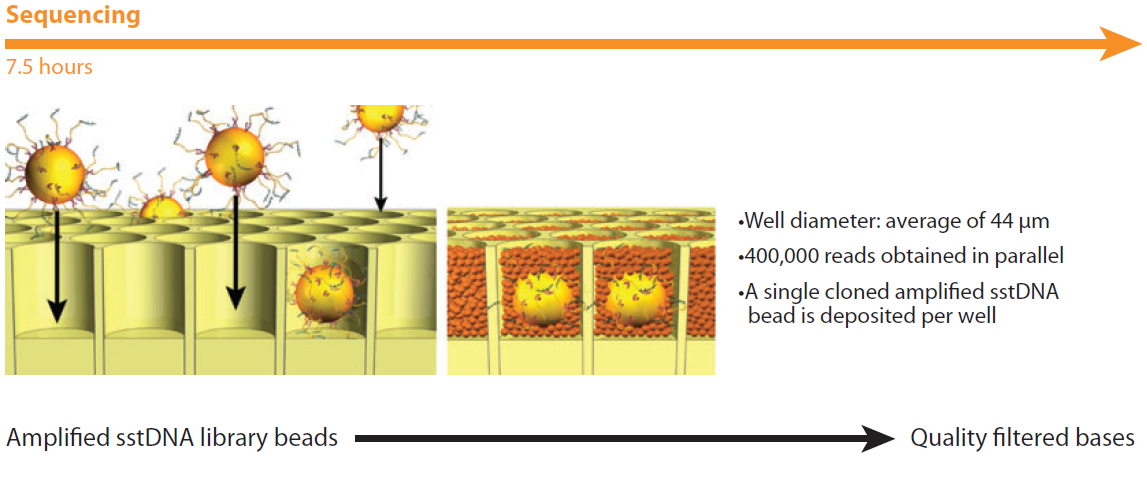 Sequencing
7.5 hours
•Well diameter: average of 44 μm
•400,000 reads obtained in parallel
•A single cloned amplified sstDNA
bead is deposited per well
Amplified sstDNA library beads
Quality filtered bases